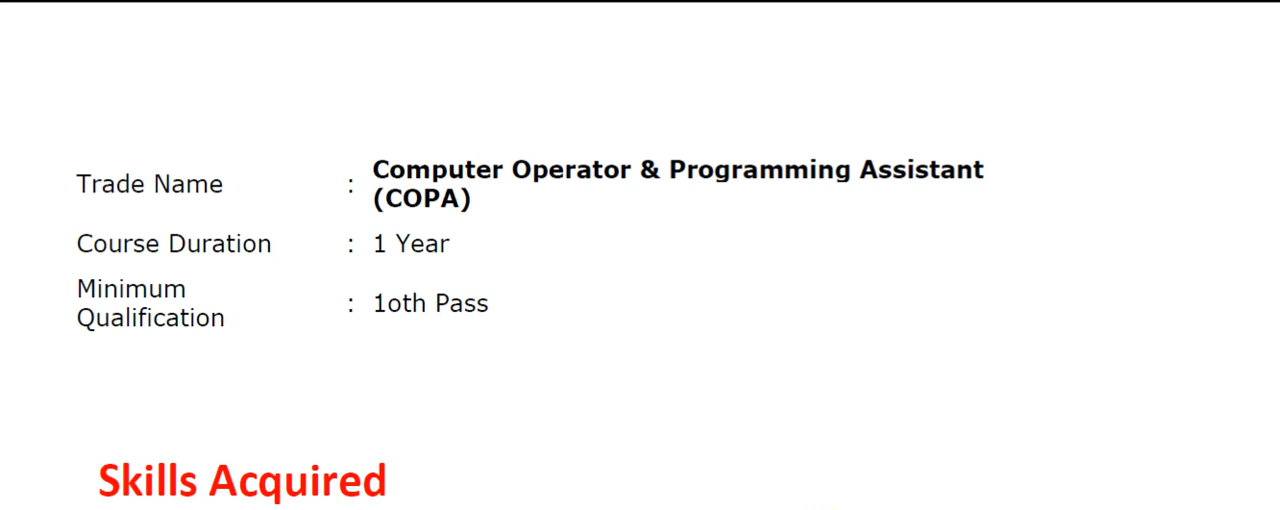 Trade Name : Computer Operator & Programming Assistant
(COPA)
Course Duration : 1 Year
Minimum
Qualification : 1oth Pass
Skills Acquired